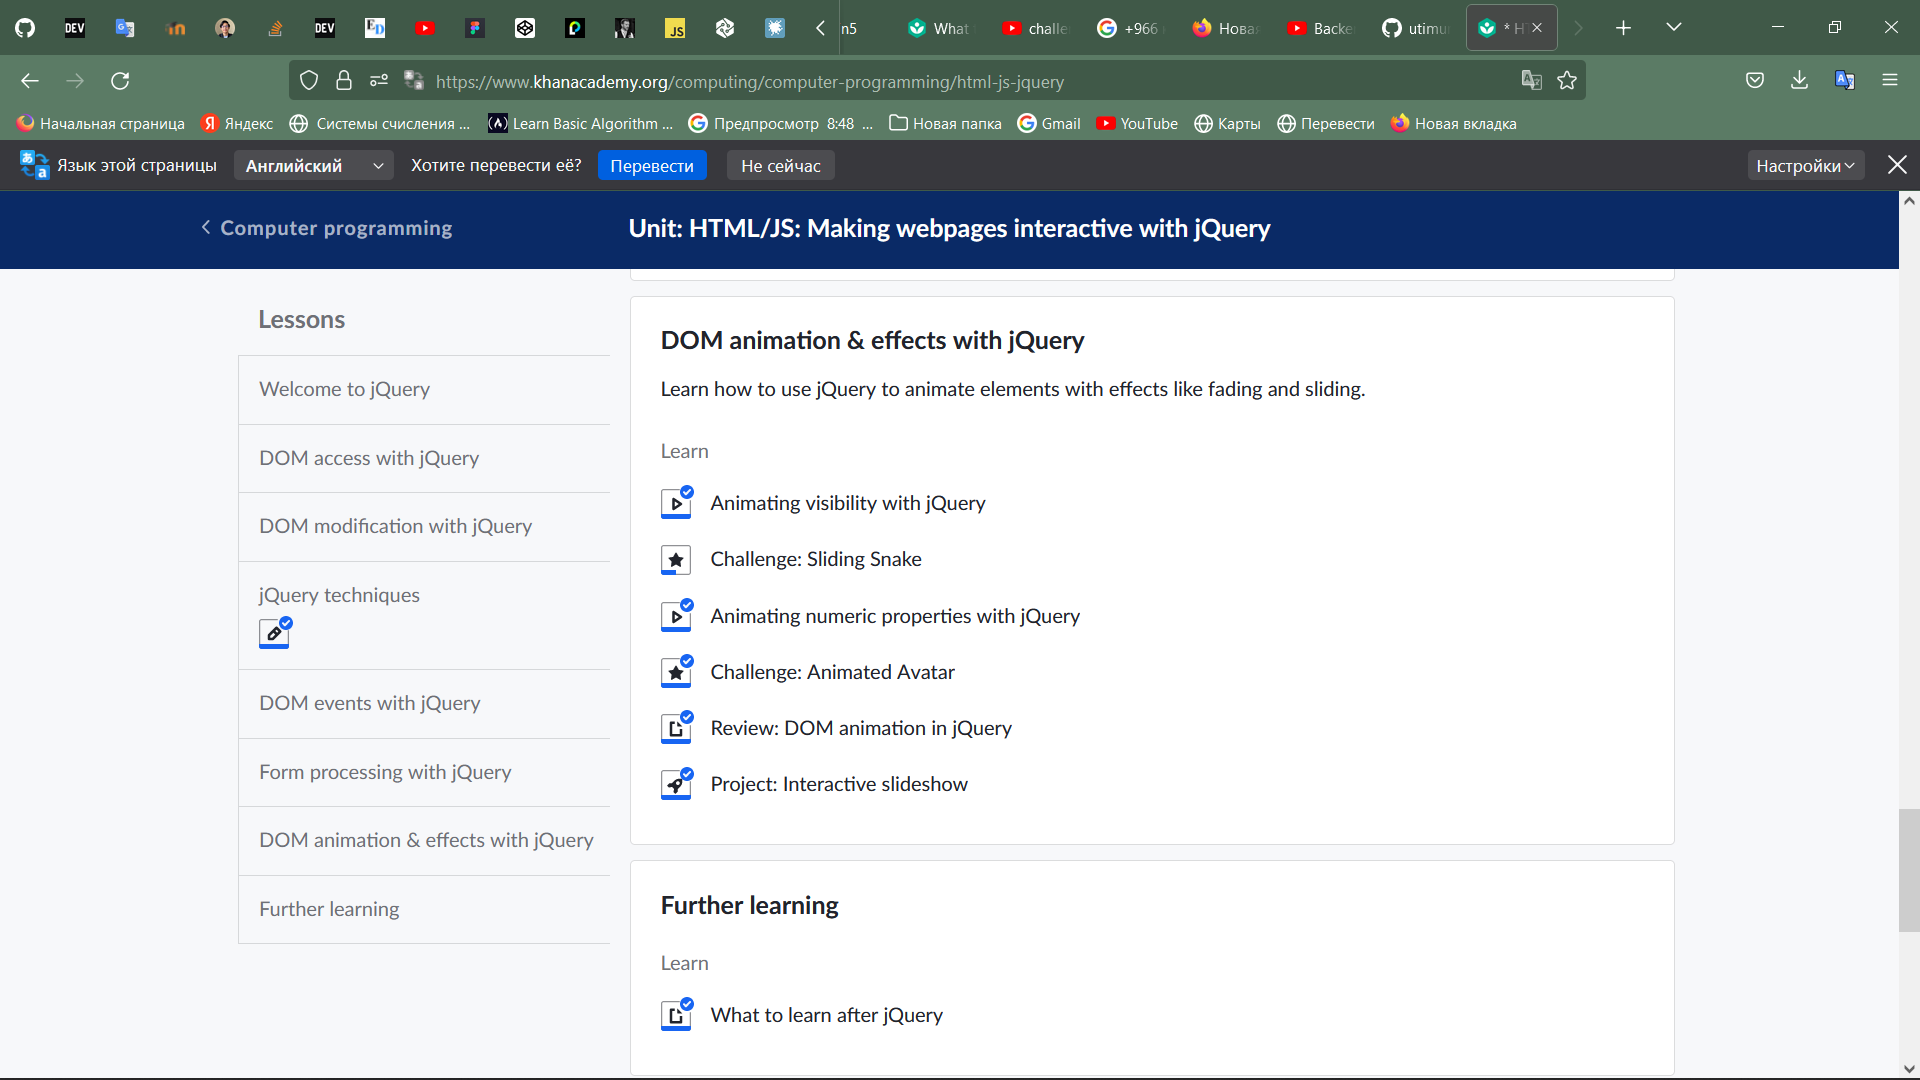 DEV
DEV
JS
n5
What
challe
+966
Новая
Backe
utimu
* H
https://www.khanacademy.org/computing/computer-programming/html-js-jquery
Начальная страница
Яндекс
Системы счисления ...
Learn Basic Algorithm ...
Предпросмотр 8:48 ...
Новая папка
Gmail
YouTube
Карты
Перевести
Новая вкладка
Язык этой страницы
Английский
Хотите перевести её?
Перевести
Не сейчас
Настройки
Computer programming
Unit: HTML/JS: Making webpages interactive with jQuery
Lessons
Welcome to jQuery
DOM access with jQuery
DOM modification with jQuery
jQuery techniques
DOM events with jQuery
Form processing with jQuery
DOM animation & effects with jQuery
Further learning
DOM animation & effects with jQuery
Learn how to use jQuery to animate elements with effects like fading and sliding.
Learn
Animating visibility with jQuery
Challenge: Sliding Snake
Animating numeric properties with jQuery
Challenge: Animated Avatar
Review: DOM animation in jQuery
Project: Interactive slideshow
Further learning
Learn
What to learn after jQuery